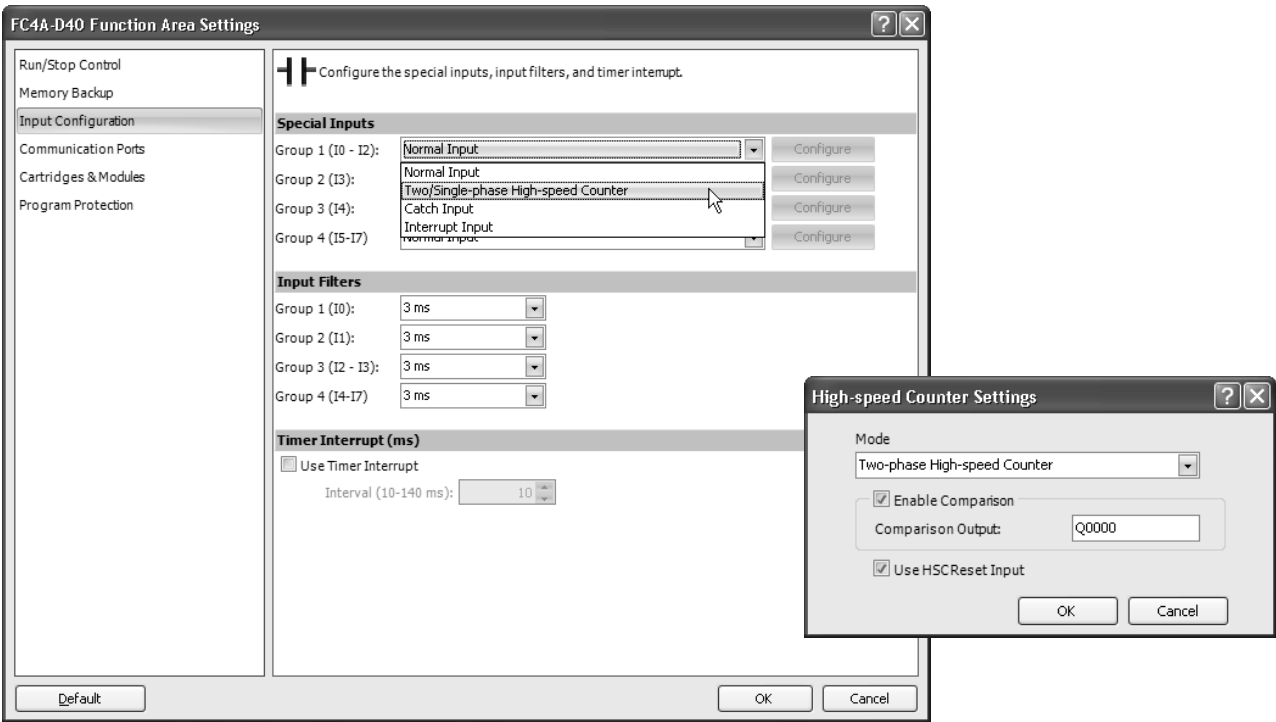 FC4A-D40 Function Area Settings
Run/Stop Control
Memory Backup
Input Configuration
Communication Ports
Cartridges & Modules
Program Protection
Configure the special inputs, input filters, and timer interrupt.
Special Inputs
Group 1 (I0 - I2): Normal Input Configure
Normal Input
Group 2 (I3): Configure
Two/Single-phase High-speed Counter
Group 3 (I4): Catch Input Configure
Interrupt Input
Group 4 (I5-I7) Normal Input Configure
Input Filters
Group 1 (I0): 3 ms
Group 2 (I1): 3 ms
Group 3 (I2 - I3): 3 ms
Group 4 (I4-I7) 3 ms
Timer Interrupt (ms)
Use Timer Interrupt
Interval (10-140 ms): 10
Default
OK Cancel
High-speed Counter Settings
Mode
Two-phase High-speed Counter
Enable Comparison
Comparison Output: Q0000
Use HSCReset Input
OK Cancel